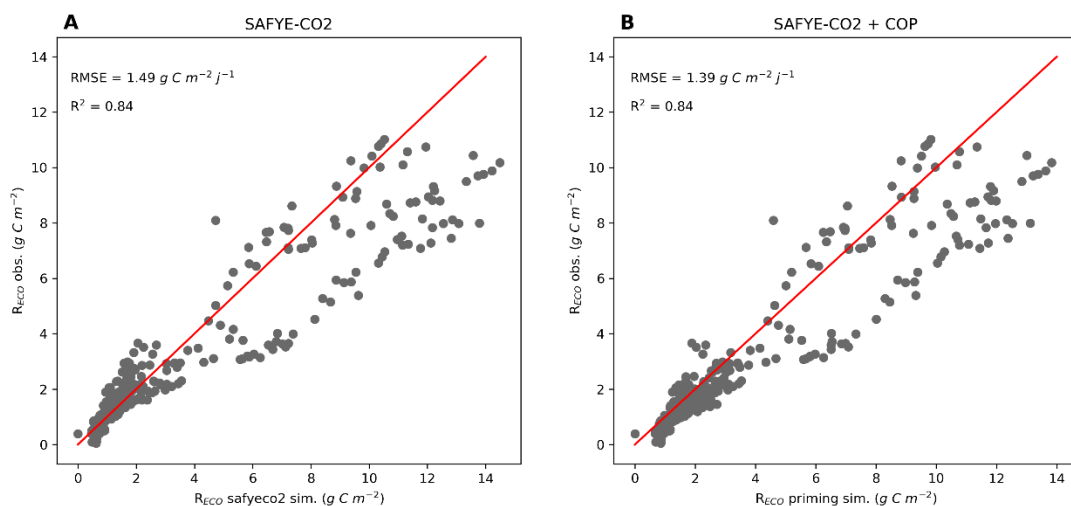 A
SAFYE-CO2
RMSE = 1.49 g C m⁻² j⁻¹
R² = 0.84
14
12
10
8
6
4
2
0
R_ECO obs. (g C m⁻²)
0 2 4 6 8 10 12 14
R_ECO safyeco2 sim. (g C m⁻²)
B
SAFYE-CO2 + COP
RMSE = 1.39 g C m⁻² j⁻¹
R² = 0.84
14
12
10
8
6
4
2
0
R_ECO obs. (g C m⁻²)
0 2 4 6 8 10 12 14
R_ECO priming sim. (g C m⁻²)